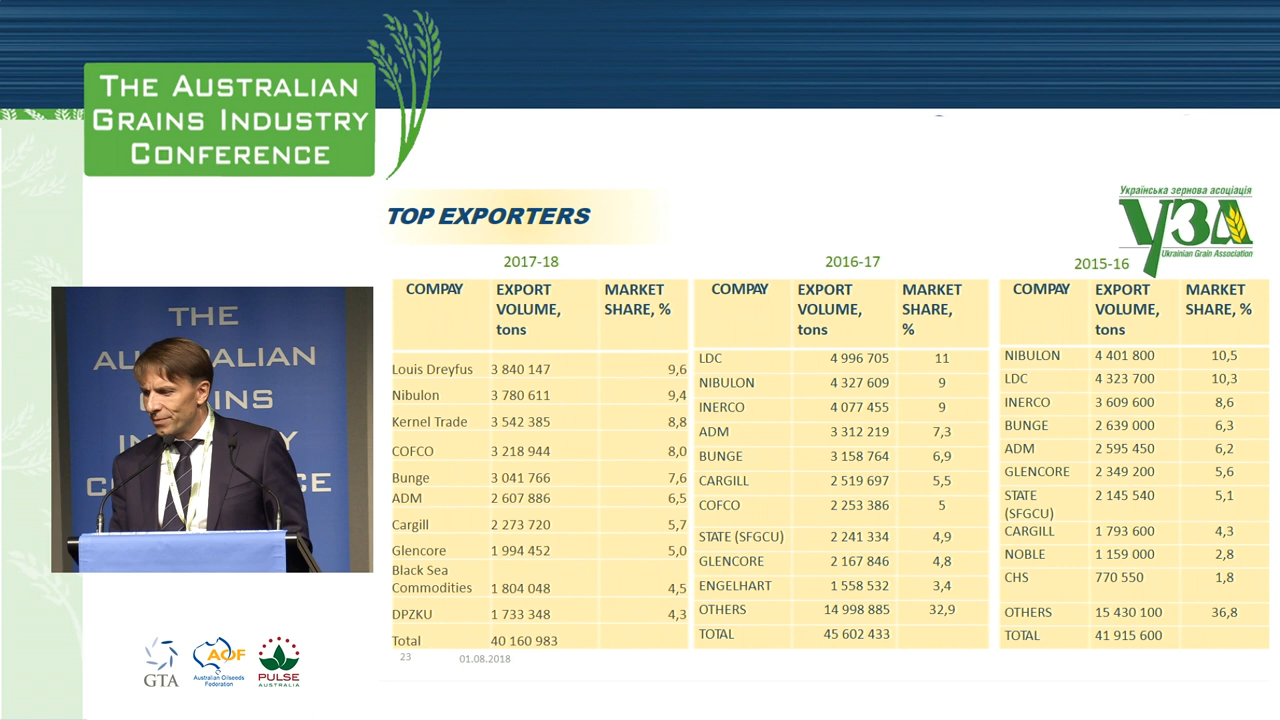 THE AUSTRALIAN
GRAINS INDUSTRY
CONFERENCE
TOP EXPORTERS
Українська зернова асоціація
УЗА
Ukrainian Grain Association
2017-18
COMPAY EXPORT VOLUME, tons MARKET SHARE, %
Louis Dreyfus 3 840 147 9,6
Nibulon 3 780 611 9,4
Kernel Trade 3 542 385 8,8
COFCO 3 218 944 8,0
Bunge 3 041 766 7,6
ADM 2 607 886 6,5
Cargill 2 273 720 5,7
Glencore 1 994 452 5,0
Black Sea
Commodities 1 804 048 4,5
DPZKU 1 733 348 4,3
Total 40 160 983
2016-17
COMPAY EXPORT VOLUME, tons MARKET SHARE, %
LDC 4 996 705 11
NIBULON 4 327 609 9
INERCO 4 077 455 9
ADM 3 312 219 7,3
BUNGE 3 158 764 6,9
CARGILL 2 519 697 5,5
COFCO 2 253 386 5
STATE (SFGCU) 2 241 334 4,9
GLENCORE 2 167 846 4,8
ENGELHART 1 558 532 3,4
OTHERS 14 998 885 32,9
TOTAL 45 602 433
2015-16
COMPAY EXPORT VOLUME, tons MARKET SHARE, %
NIBULON 4 401 800 10,5
LDC 4 323 700 10,3
INERCO 3 609 600 8,6
BUNGE 2 639 000 6,3
ADM 2 595 450 6,2
GLENCORE 2 349 200 5,6
STATE 2 145 540 5,1
(SFGCU)
CARGILL 1 793 600 4,3
NOBLE 1 159 000 2,8
CHS 770 550 1,8
OTHERS 15 430 100 36,8
TOTAL 41 915 600
23 01.08.2018
THE
AU ALIAN
G INS
IN Y
C CE
GTA
AOF
Australian Oilseeds
Federation
PULSE
AUSTRALIA